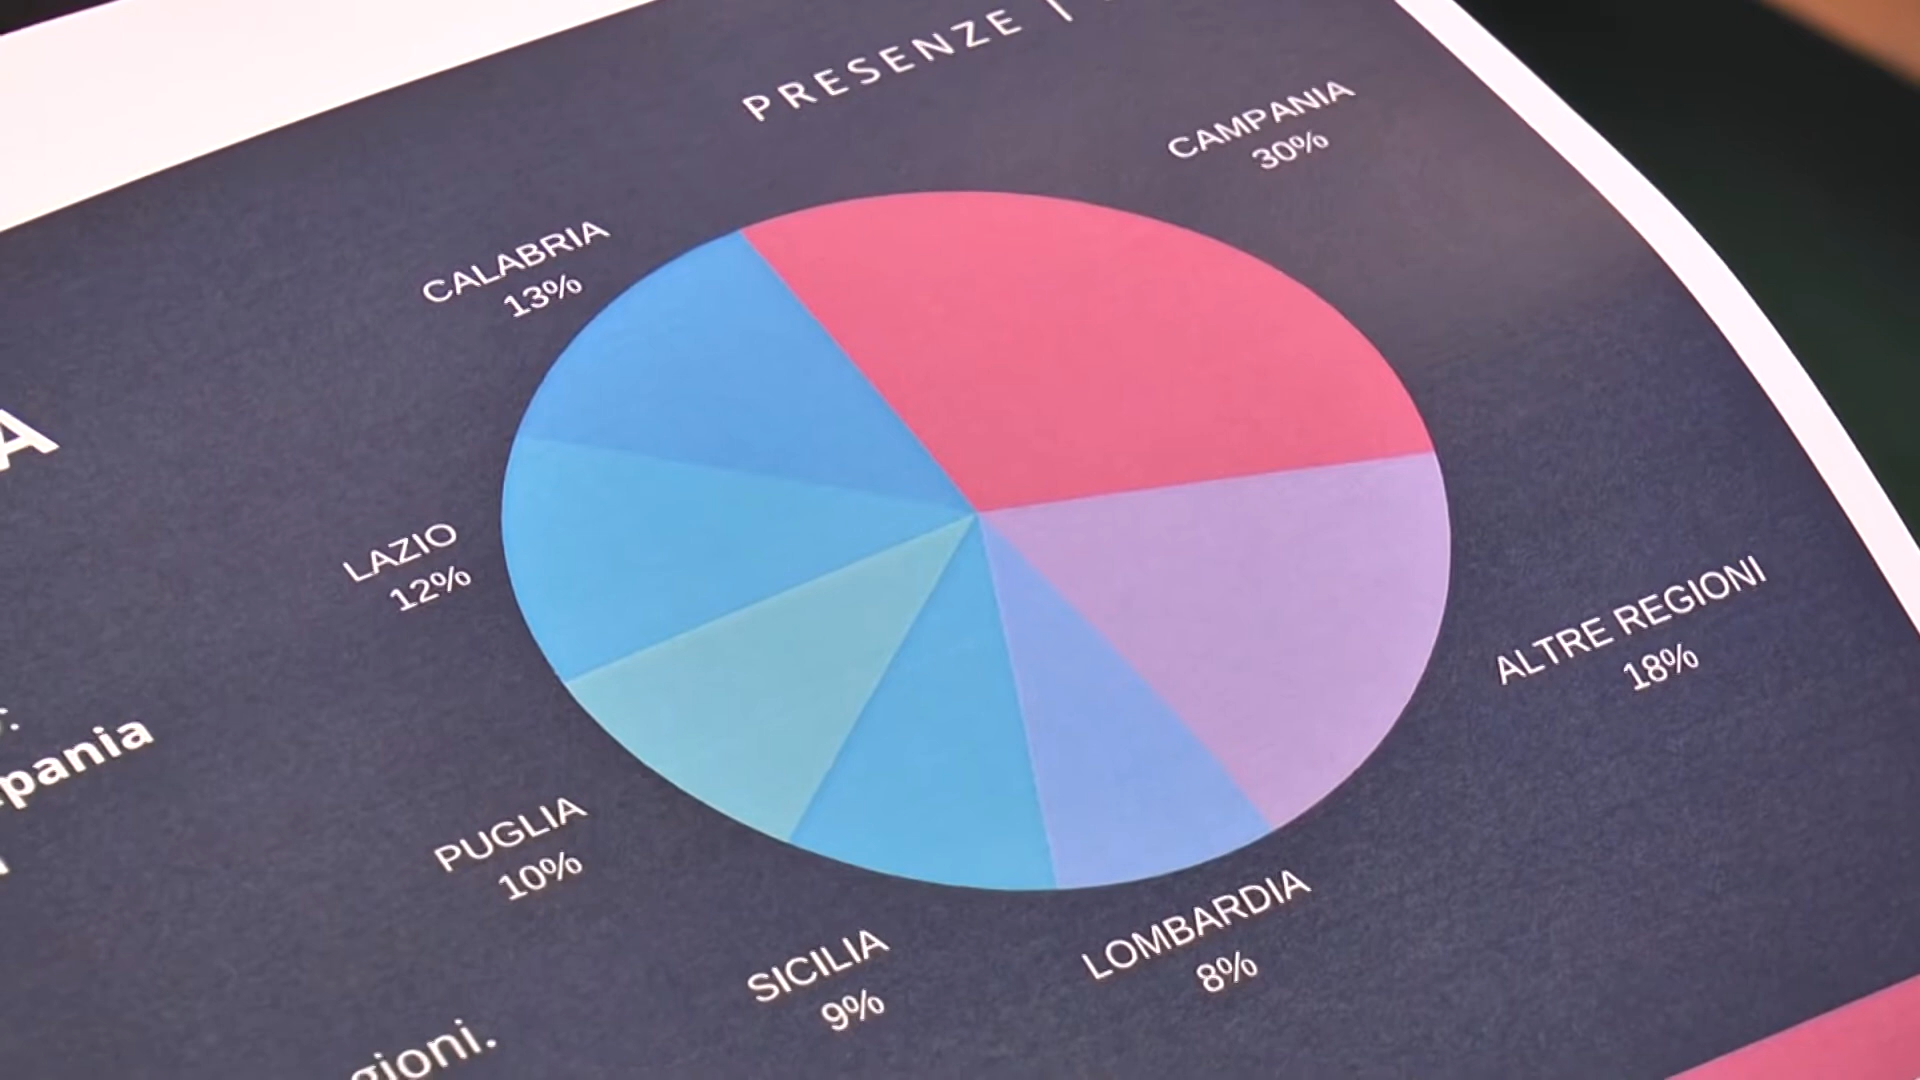 PRESENZE |
CAMPANIA
30%
CALABRIA
13%
A
LAZIO
12%
ALTRE REGIONI
18%
pania
PUGLIA
10%
LOMBARDIA
8%
SICILIA
9%
gioni.